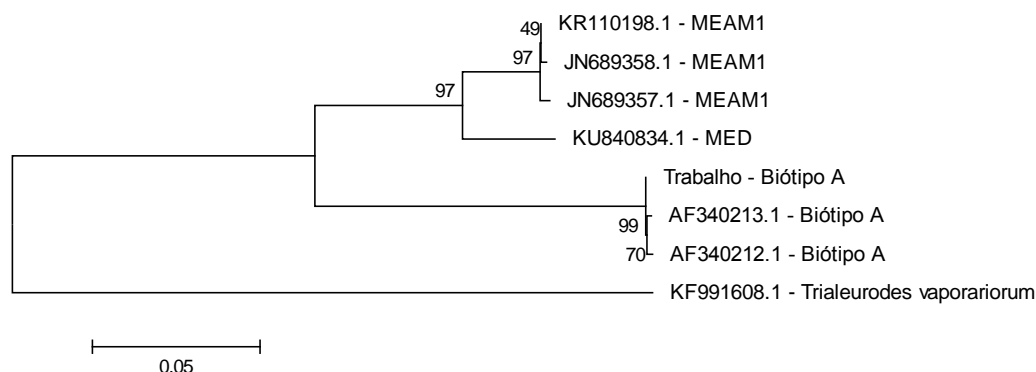 KR110198.1 - MEAM1
49
JN689358.1 - MEAM1
97
97
JN689357.1 - MEAM1
KU840834.1 - MED
Trabalho - Biótipo A
AF340213.1 - Biótipo A
99
70
AF340212.1 - Biótipo A
KF991608.1 - Trialeurodes vaporariorum
0.05